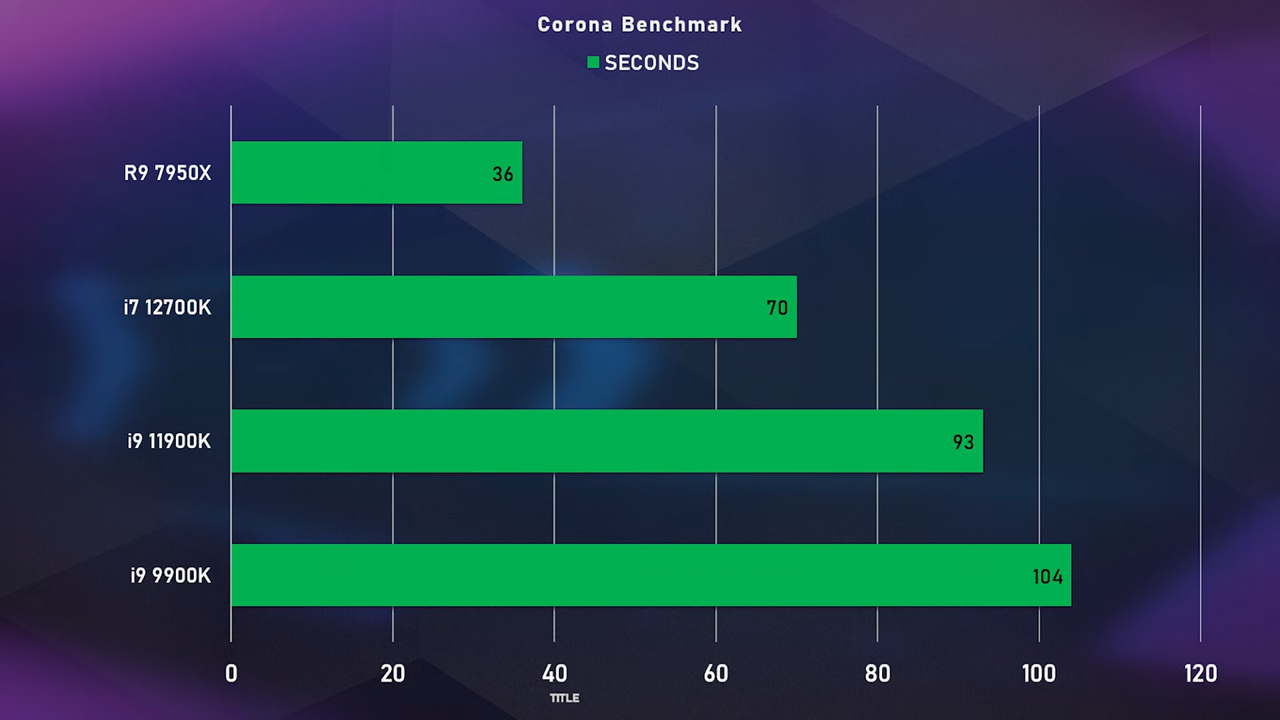 Corona Benchmark
SECONDS
R9 7950X
36
i7 12700K
70
i9 11900K
93
i9 9900K
104
0 20 40 60 80 100 120
TITLE